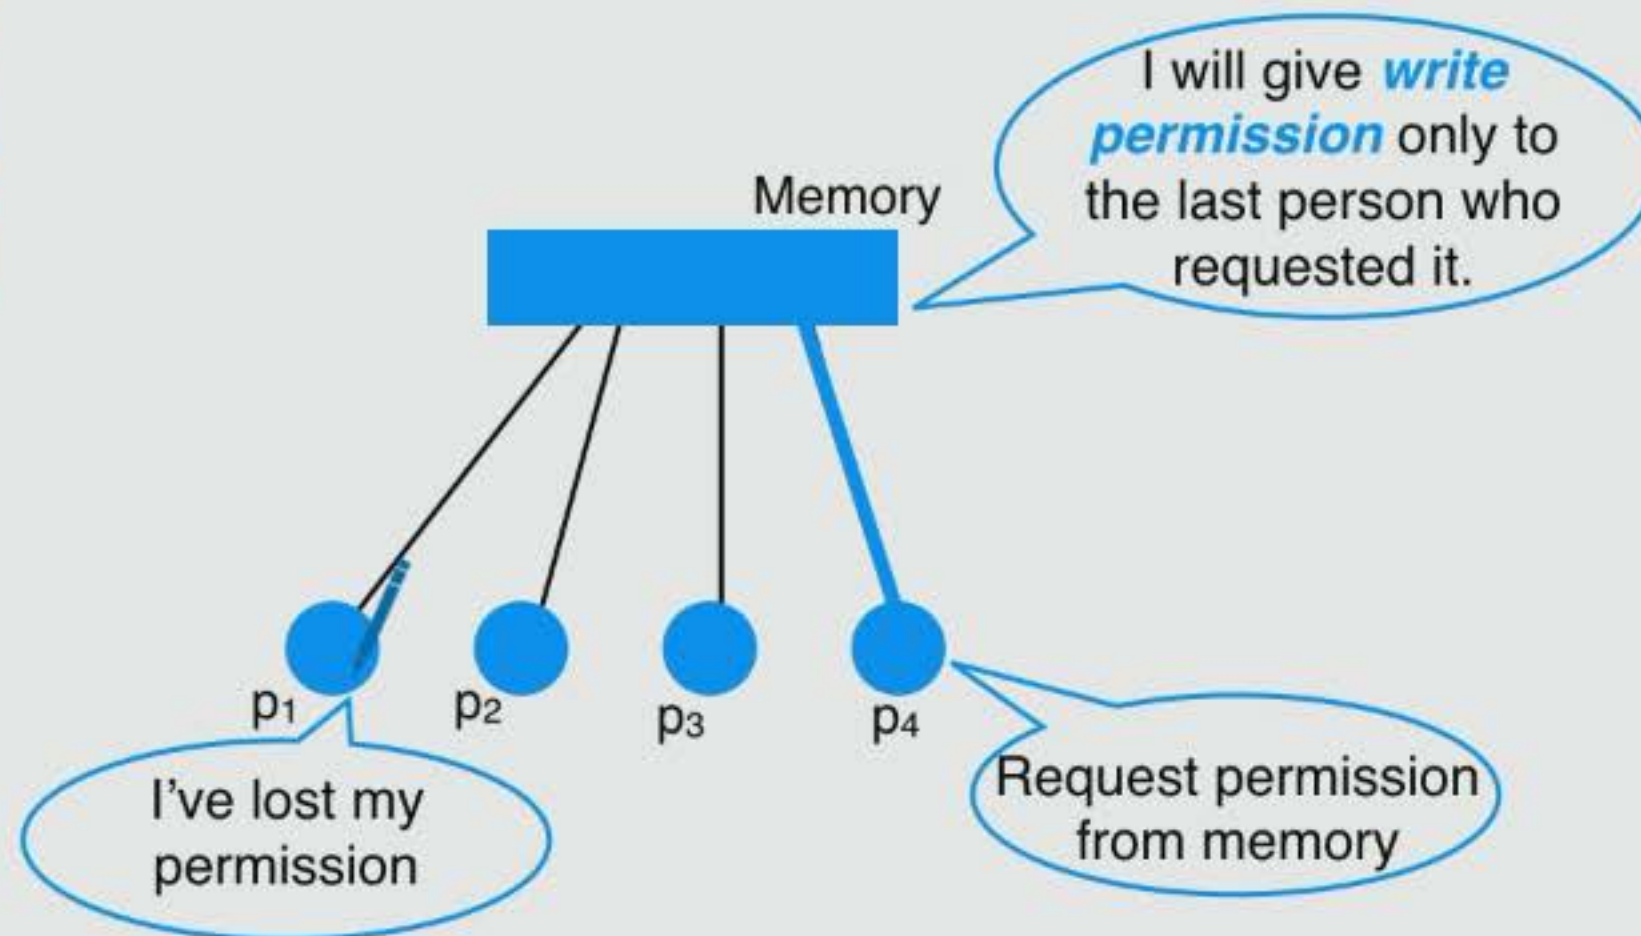 I will give write
permission only to
the last person who
requested it.
Memory
p1
p2
p3
p4
I've lost my
permission
Request permission
from memory